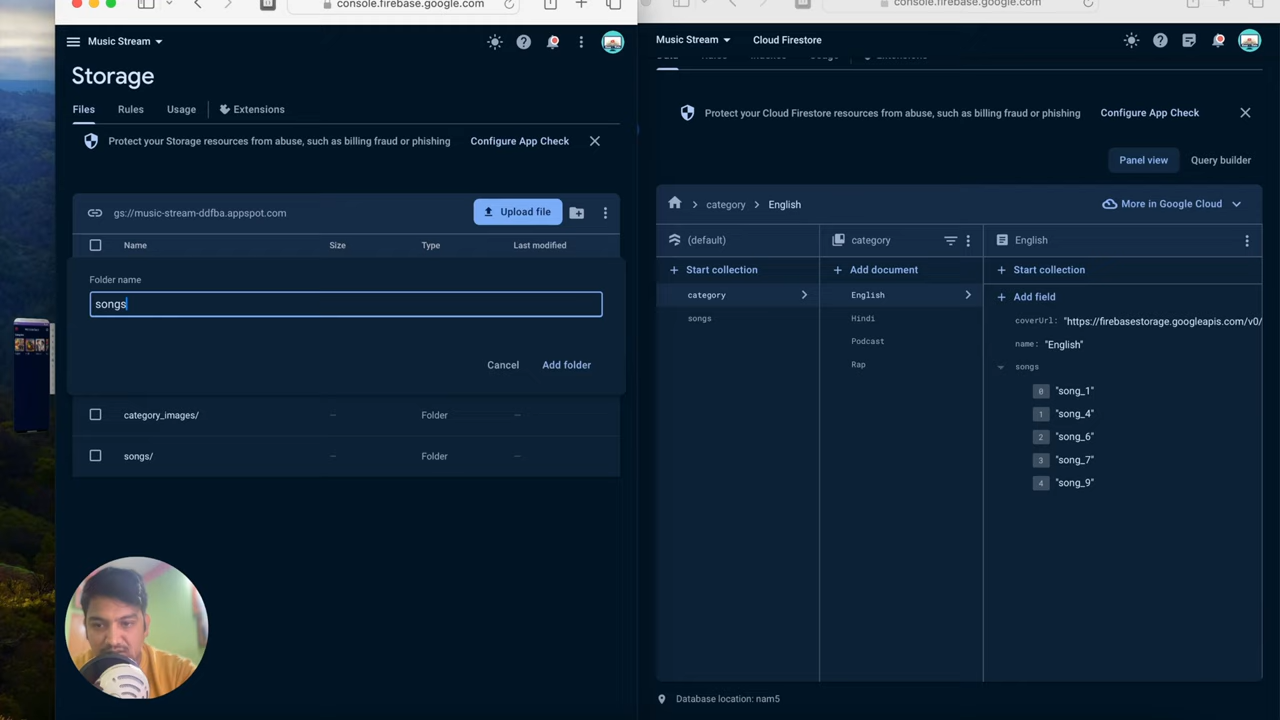 console.firebase.google.com
Music Stream
Storage
Files Rules Usage Extensions
Protect your Storage resources from abuse, such as billing fraud or phishing Configure App Check
gs://music-stream-ddfba.appspot.com Upload file
Name Size Type Last modified
Folder name
songs
Cancel Add folder
category_images/ – Folder –
songs/ – Folder –
console.firebase.google.com
Music Stream Cloud Firestore
Protect your Cloud Firestore resources from abuse, such as billing fraud or phishing Configure App Check
Panel view Query builder
category English More in Google Cloud
(default) category English
Start collection Add document Start collection
category English Add field
songs Hindi coverUrl: "https://firebasestorage.googleapis.com/v0/
Podcast name: "English"
Rap songs
0 "song_1"
1 "song_4"
2 "song_6"
3 "song_7"
4 "song_9"
Database location: nam5